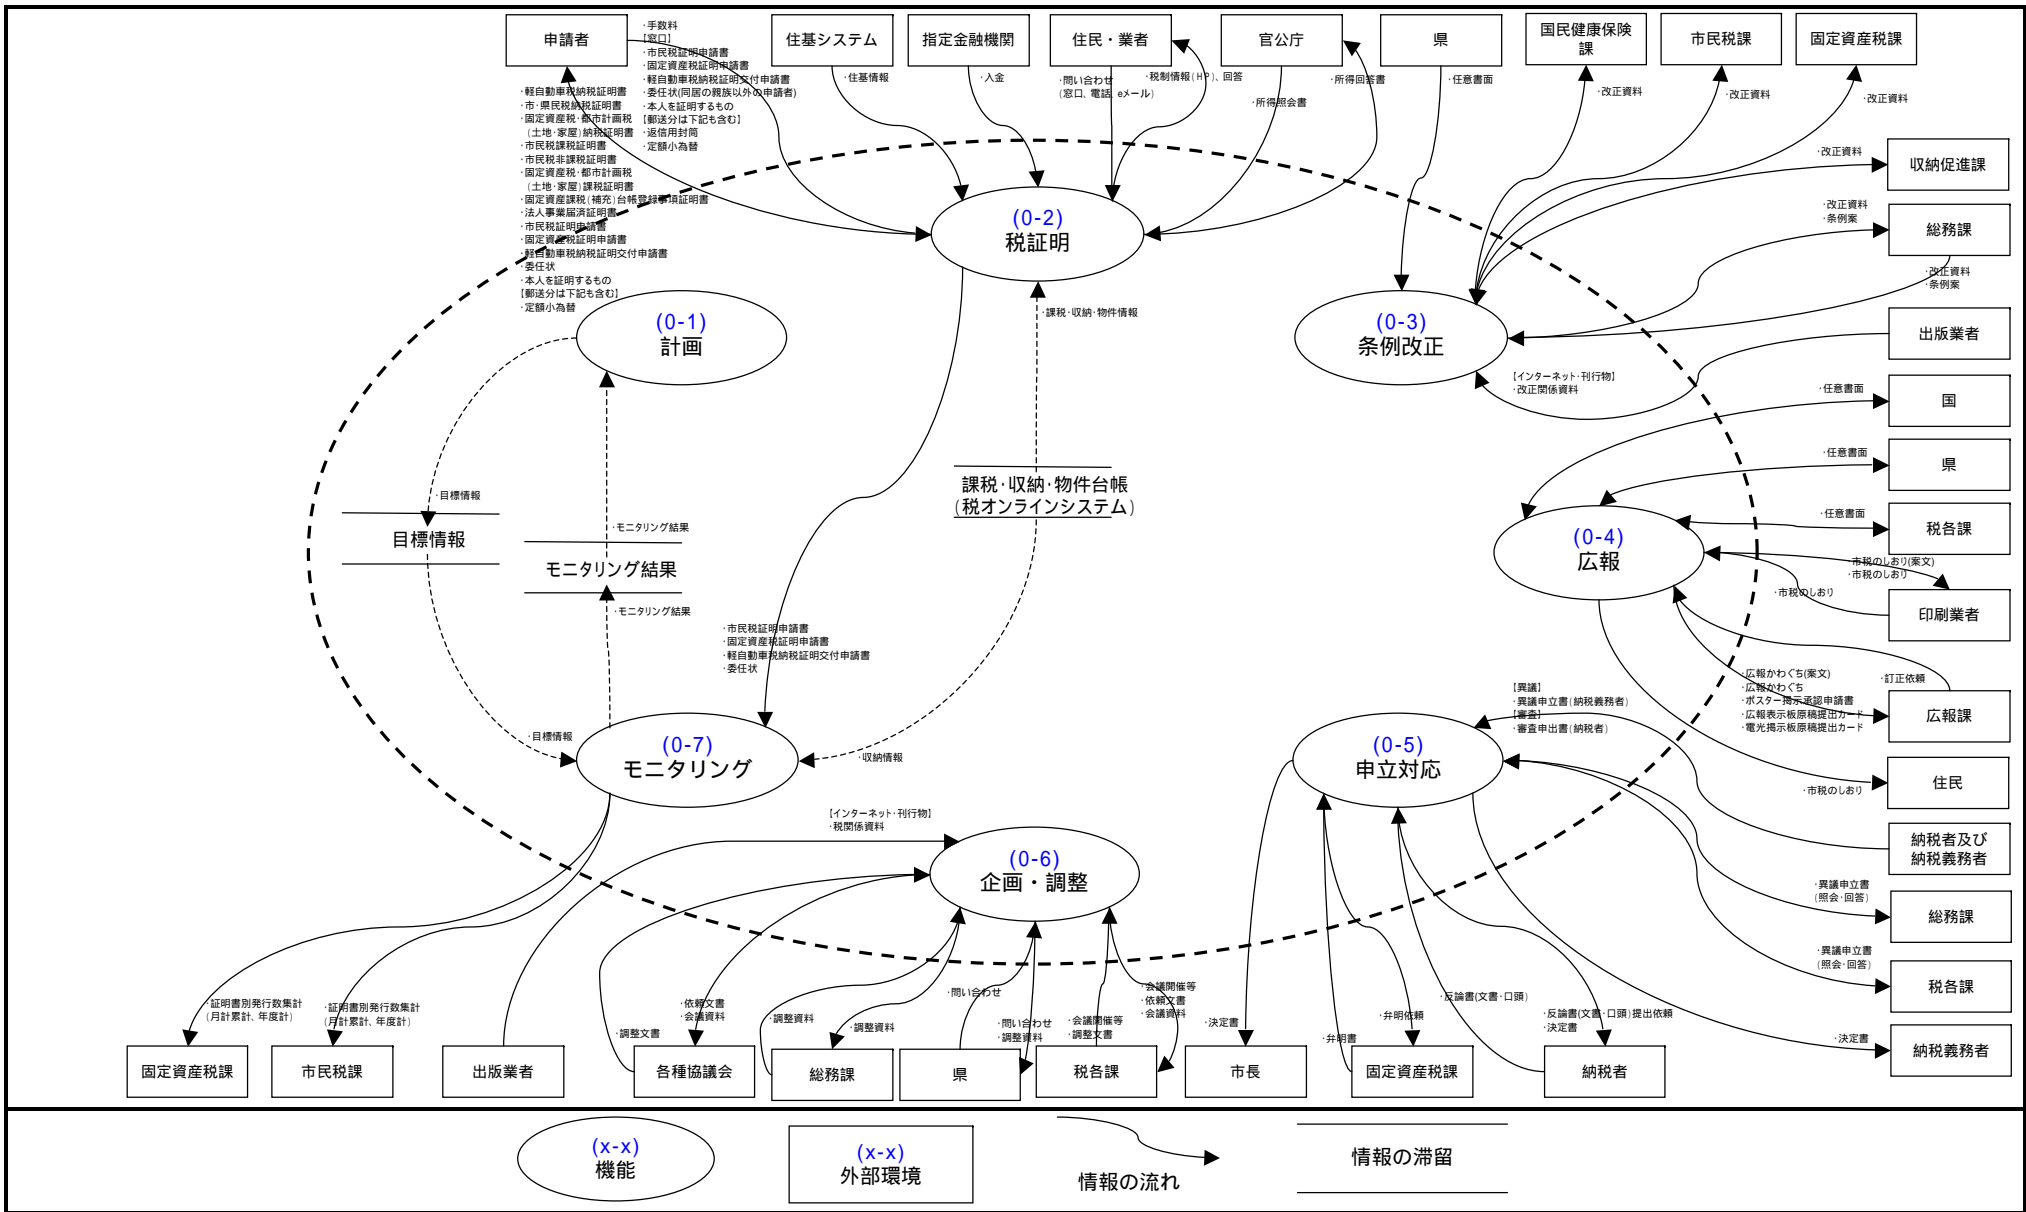 申請者
・手数料
【窓口】
・市民税証明申請書
・固定資産税証明申請書
・軽自動車税納税証明交付申請書
・委任状(同居の親族以外の申請者)
・本人を証明するもの
【郵送分は下記も含む】
・返信用封筒
・定額小為替
・軽自動車税納税証明書
・市・県民税納税証明書
・固定資産税・都市計画税
(土地・家屋)納税証明書
・市民税課税証明書
・市民税非課税証明書
・固定資産税・都市計画税
(土地・家屋)課税証明書
・固定資産課税(補充)台帳登録事項証明書
・法人事業届済証明書
・市民税証明申請書
・固定資産税証明申請書
・軽自動車税納税証明交付申請書
・委任状
・本人を証明するもの
【郵送分は下記も含む】
・定額小為替
住基システム
・住基情報
指定金融機関
・入金
住民・業者
・問い合わせ
(窓口、電話、eメール)
・税制情報(HP)、回答
官公庁
・所得照会書
・所得回答書
県
・任意書面
国民健康保険
課
・改正資料
市民税課
・改正資料
固定資産税課
・改正資料
収納促進課
・改正資料
総務課
・改正資料
・条例案
・改正資料
・条例案
出版業者
【インターネット・刊行物】
・改正関係資料
国
・任意書面
県
・任意書面
税各課
・任意書面
印刷業者
・市税のしおり(案文)
・市税のしおり
・市税のしおり
広報課
・訂正依頼
・広報かわぐち(案文)
・広報かわぐち
・ポスター掲示承認申請書
・広報表示板原稿提出カード
・電光掲示板原稿提出カード
住民
・市税のしおり
納税者及び
納税義務者
【異議】
・異議申立書(納税義務者)
【審査】
・審査申出書(納税者)
総務課
・異議申立書
(照会・回答)
税各課
・異議申立書
(照会・回答)
納税義務者
・決定書
(0-1)
計画
(0-2)
税証明
(0-3)
条例改正
(0-4)
広報
(0-5)
申立対応
(0-6)
企画・調整
(0-7)
モニタリング
・課税・収納・物件情報
課税・収納・物件台帳
(税オンラインシステム)
・収納情報
・目標情報
目標情報
・目標情報
・モニタリング結果
モニタリング結果
・モニタリング結果
・市民税証明申請書
・固定資産税証明申請書
・軽自動車税納税証明交付申請書
・委任状
【インターネット・刊行物】
・税関係資料
・証明書別発行数集計
(月計累計、年度計)
固定資産税課
・証明書別発行数集計
(月計累計、年度計)
市民税課
出版業者
・調整文書
・依頼文書
・会議資料
各種協議会
・調整資料
・調整資料
総務課
・問い合わせ
・問い合わせ
・調整資料
県
・会議開催等
・調整文書
・会議開催等
・依頼文書
・会議資料
税各課
・決定書
市長
・弁明書
・弁明依頼
固定資産税課
・反論書(文書・口頭)
・反論書(文書・口頭)提出依頼
・決定書
納税者
(x-x)
機能
(x-x)
外部環境
情報の流れ
情報の滞留